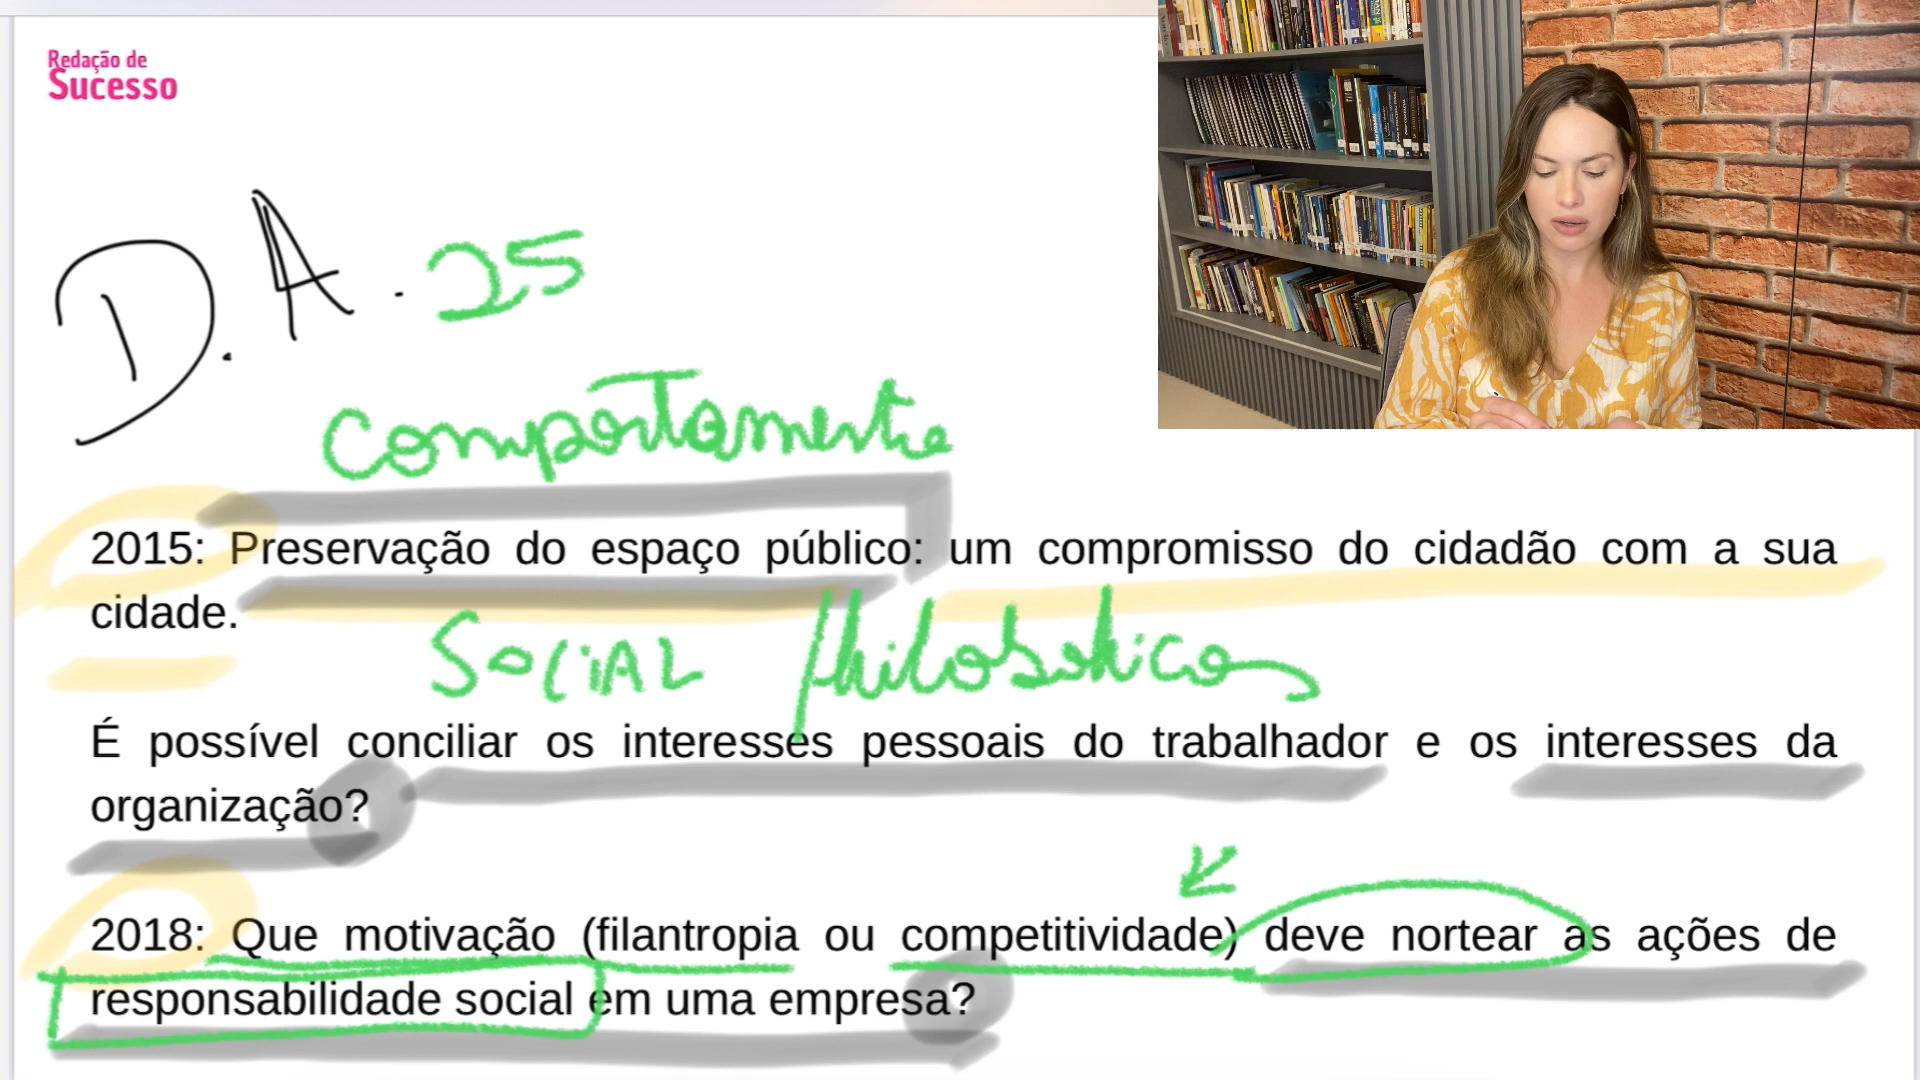 Redação de
Sucesso
D.A. 25
Comportamento
2015: Preservação do espaço público: um compromisso do cidadão com a sua
cidade.
SOCIAL Philosophicos
É possível conciliar os interesses pessoais do trabalhador e os interesses da
organização?
2018: Que motivação (filantropia ou competitividade) deve nortear as ações de
responsabilidade social em uma empresa?